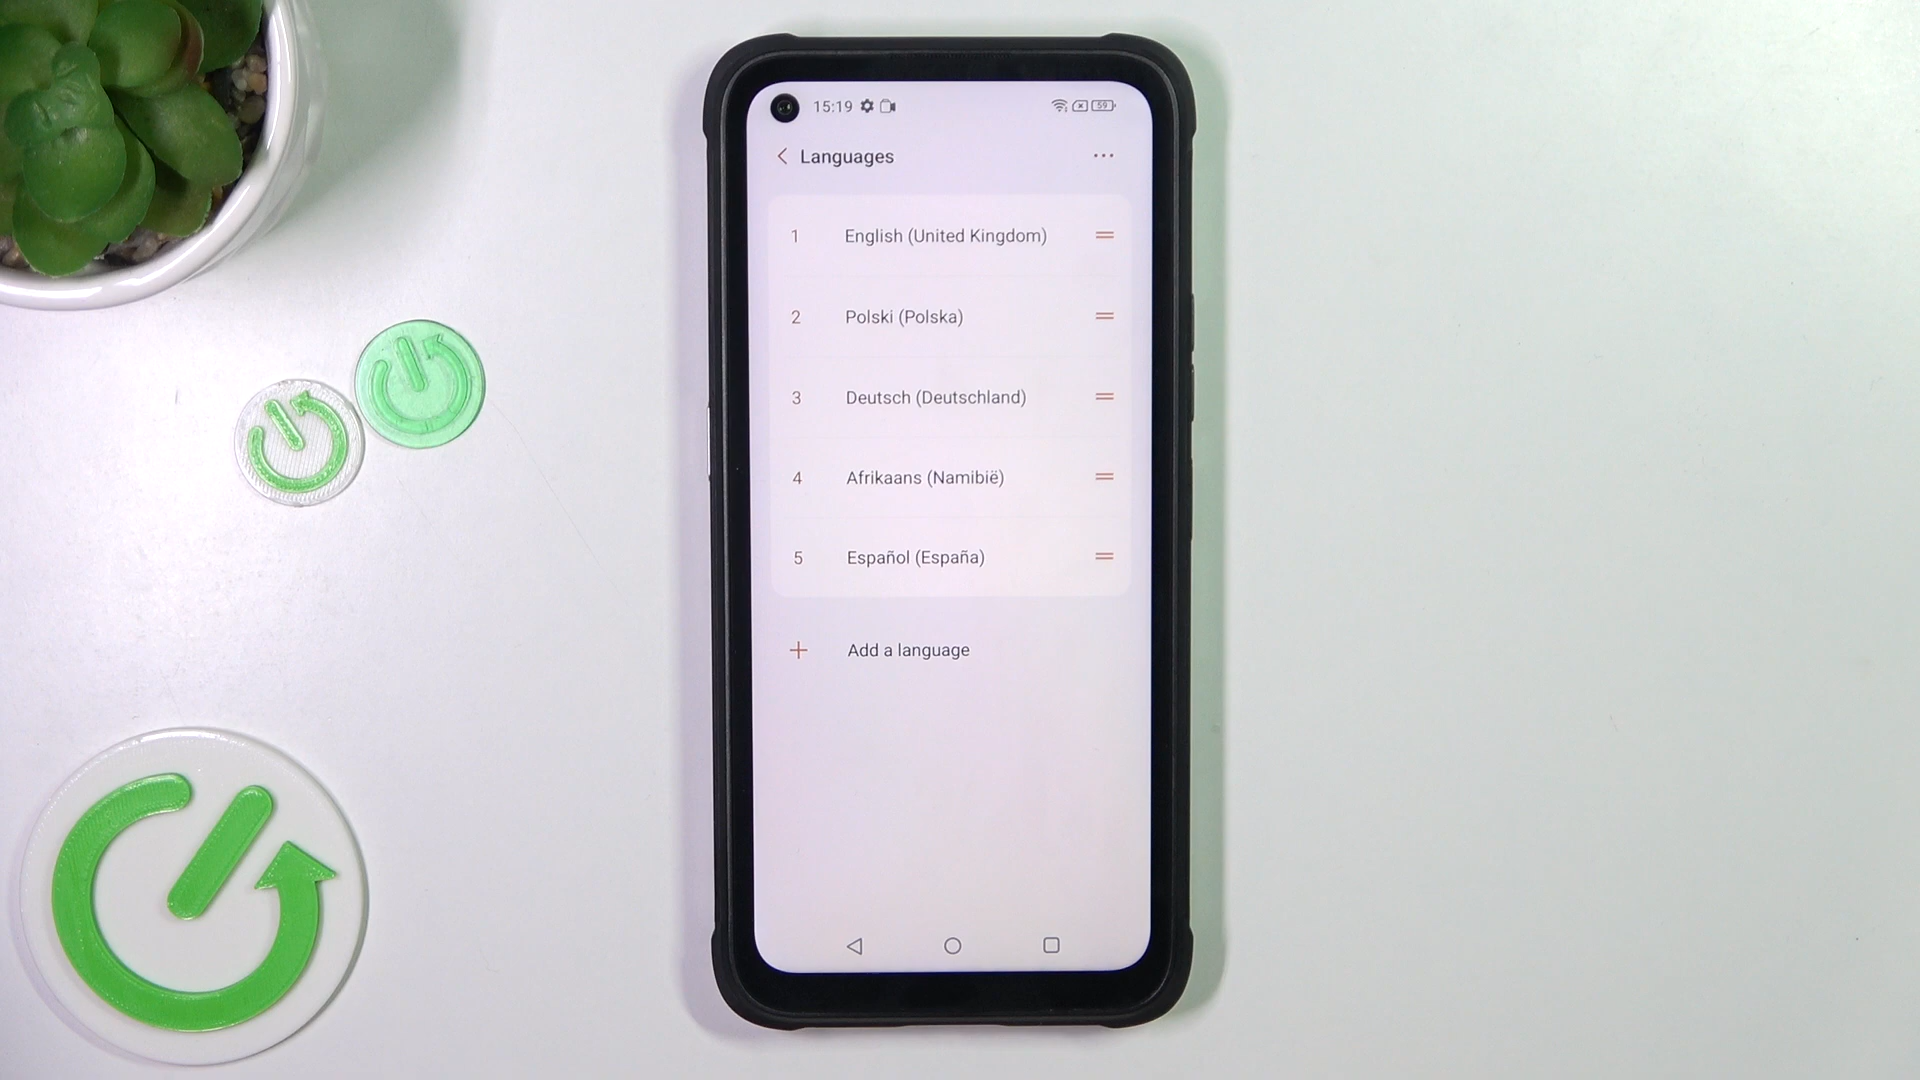 15:19
59
Languages
1 English (United Kingdom)
2 Polski (Polska)
3 Deutsch (Deutschland)
4 Afrikaans (Namibië)
5 Español (España)
Add a language